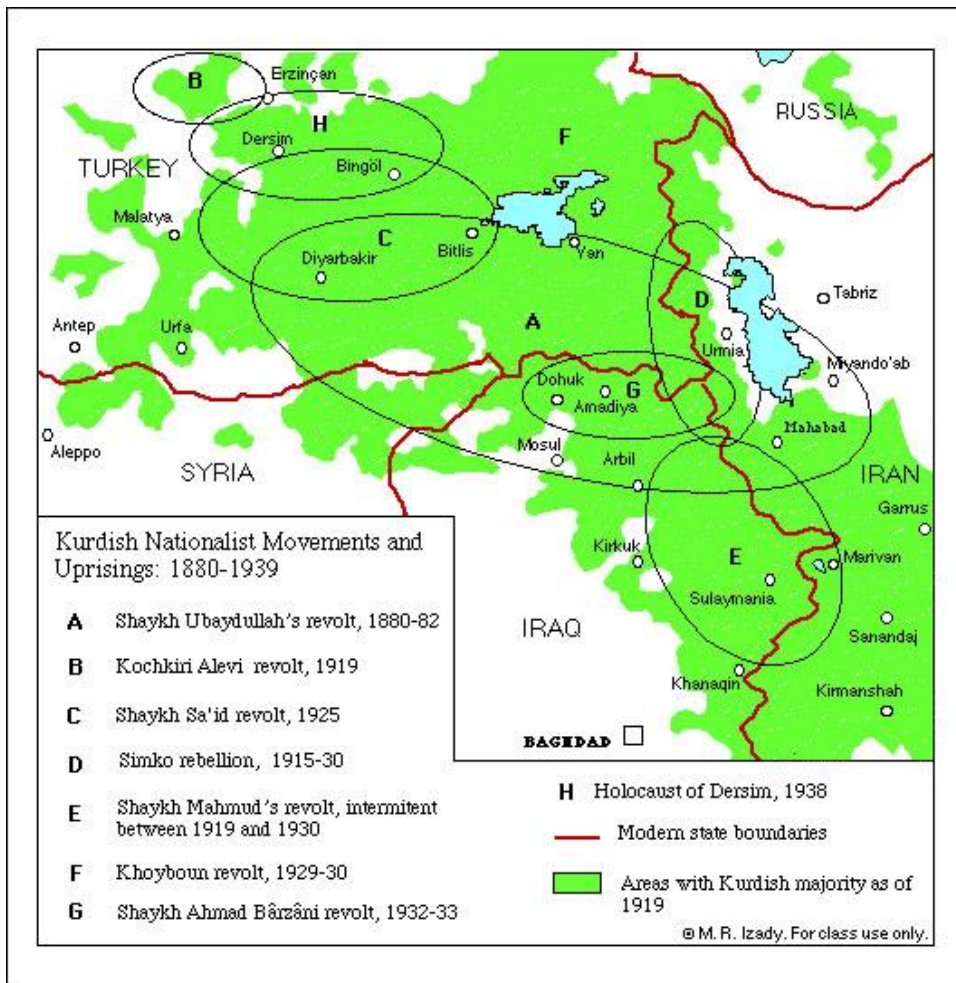 B
Erzinçan
RUSSIA
H
F
Dersim
TURKEY
Bingöl
Malatya
C
Bitlis
Yan
Diyarbakir
D
Tabriz
Antep
Urfa
A
Urmia
Miyando'ab
Dohuk
G
Amadiya
Mahabad
Aleppo
Mosul
Arbil
SYRIA
IRAN
Garrus
Kirkuk
E
Marivan
Sulaymania
IRAQ
Sanandaj
Khanaqin
Kirmanshah
BAGHDAD
Kurdish Nationalist Movements and
Uprisings: 1880-1939
A Shaykh Ubaydullah's revolt, 1880-82
B Kochkiri Alevi revolt, 1919
C Shaykh Sa'id revolt, 1925
D Simko rebellion, 1915-30
E Shaykh Mahmud's revolt, intermitent
between 1919 and 1930
F Khoyboun revolt, 1929-30
G Shaykh Ahmad Bârzâni revolt, 1932-33
H Holocaust of Dersim, 1938
Modern state boundaries
Areas with Kurdish majority as of
1919
© M. R. Izady. For class use only.